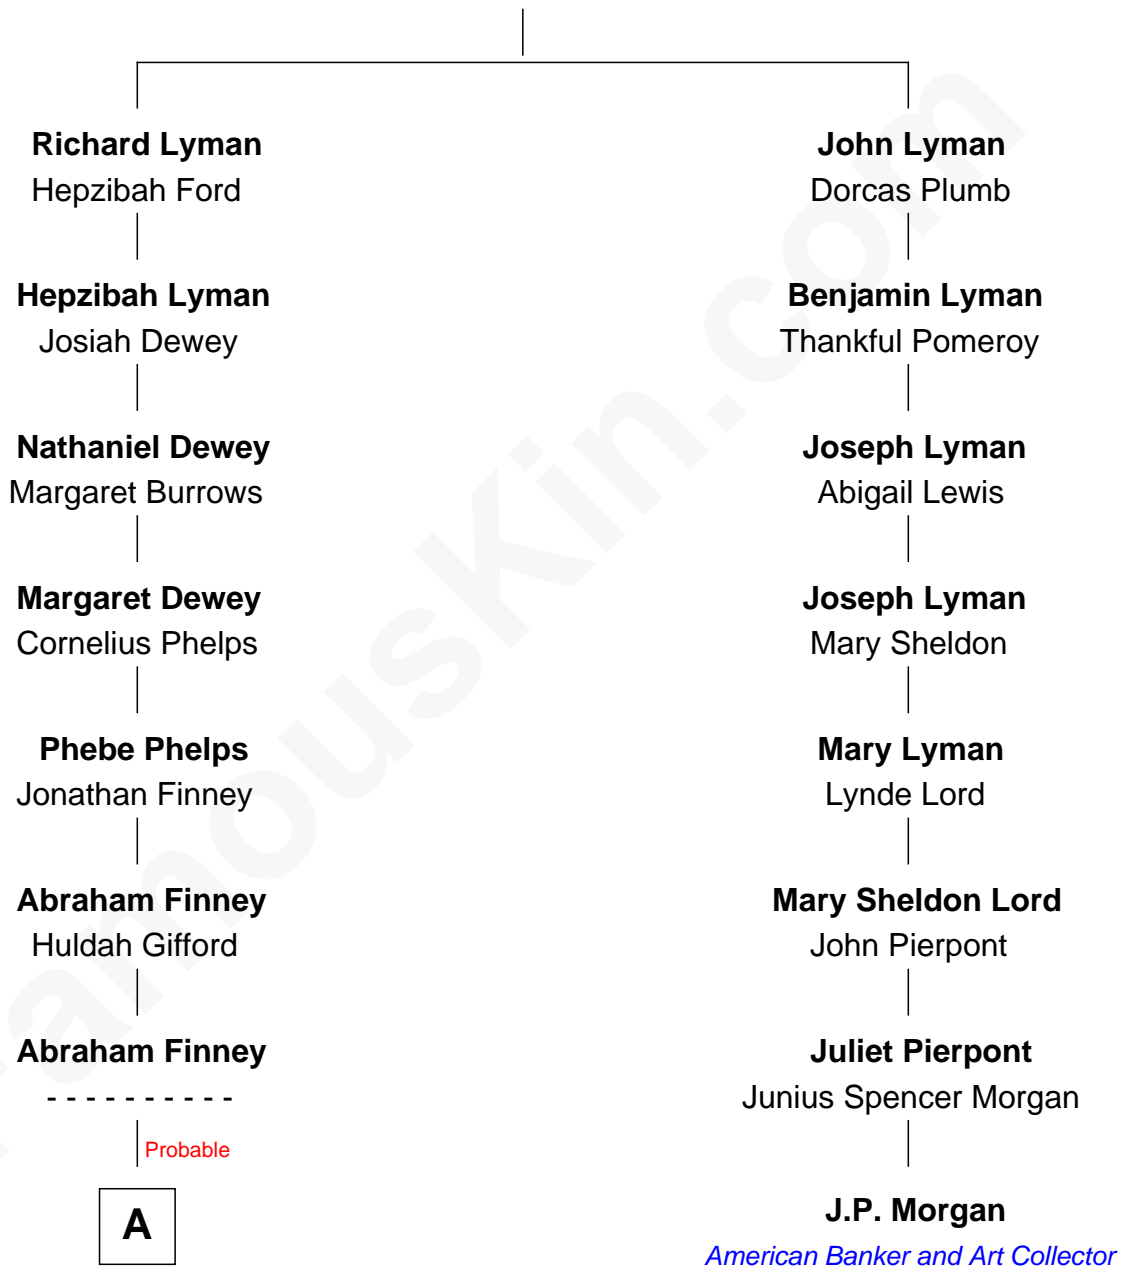 Richard Lyman
Hepzibah Ford
Hepzibah Lyman
Josiah Dewey
Nathaniel Dewey
Margaret Burrows
Margaret Dewey
Cornelius Phelps
Phebe Phelps
Jonathan Finney
Abraham Finney
Huldah Gifford
Abraham Finney
- - - - - - - - - -
Probable
A
John Lyman
Dorcas Plumb
Benjamin Lyman
Thankful Pomeroy
Joseph Lyman
Abigail Lewis
Joseph Lyman
Mary Sheldon
Mary Lyman
Lynde Lord
Mary Sheldon Lord
John Pierpont
Juliet Pierpont
Junius Spencer Morgan
J.P. Morgan
American Banker and Art Collector
FamousKin.com